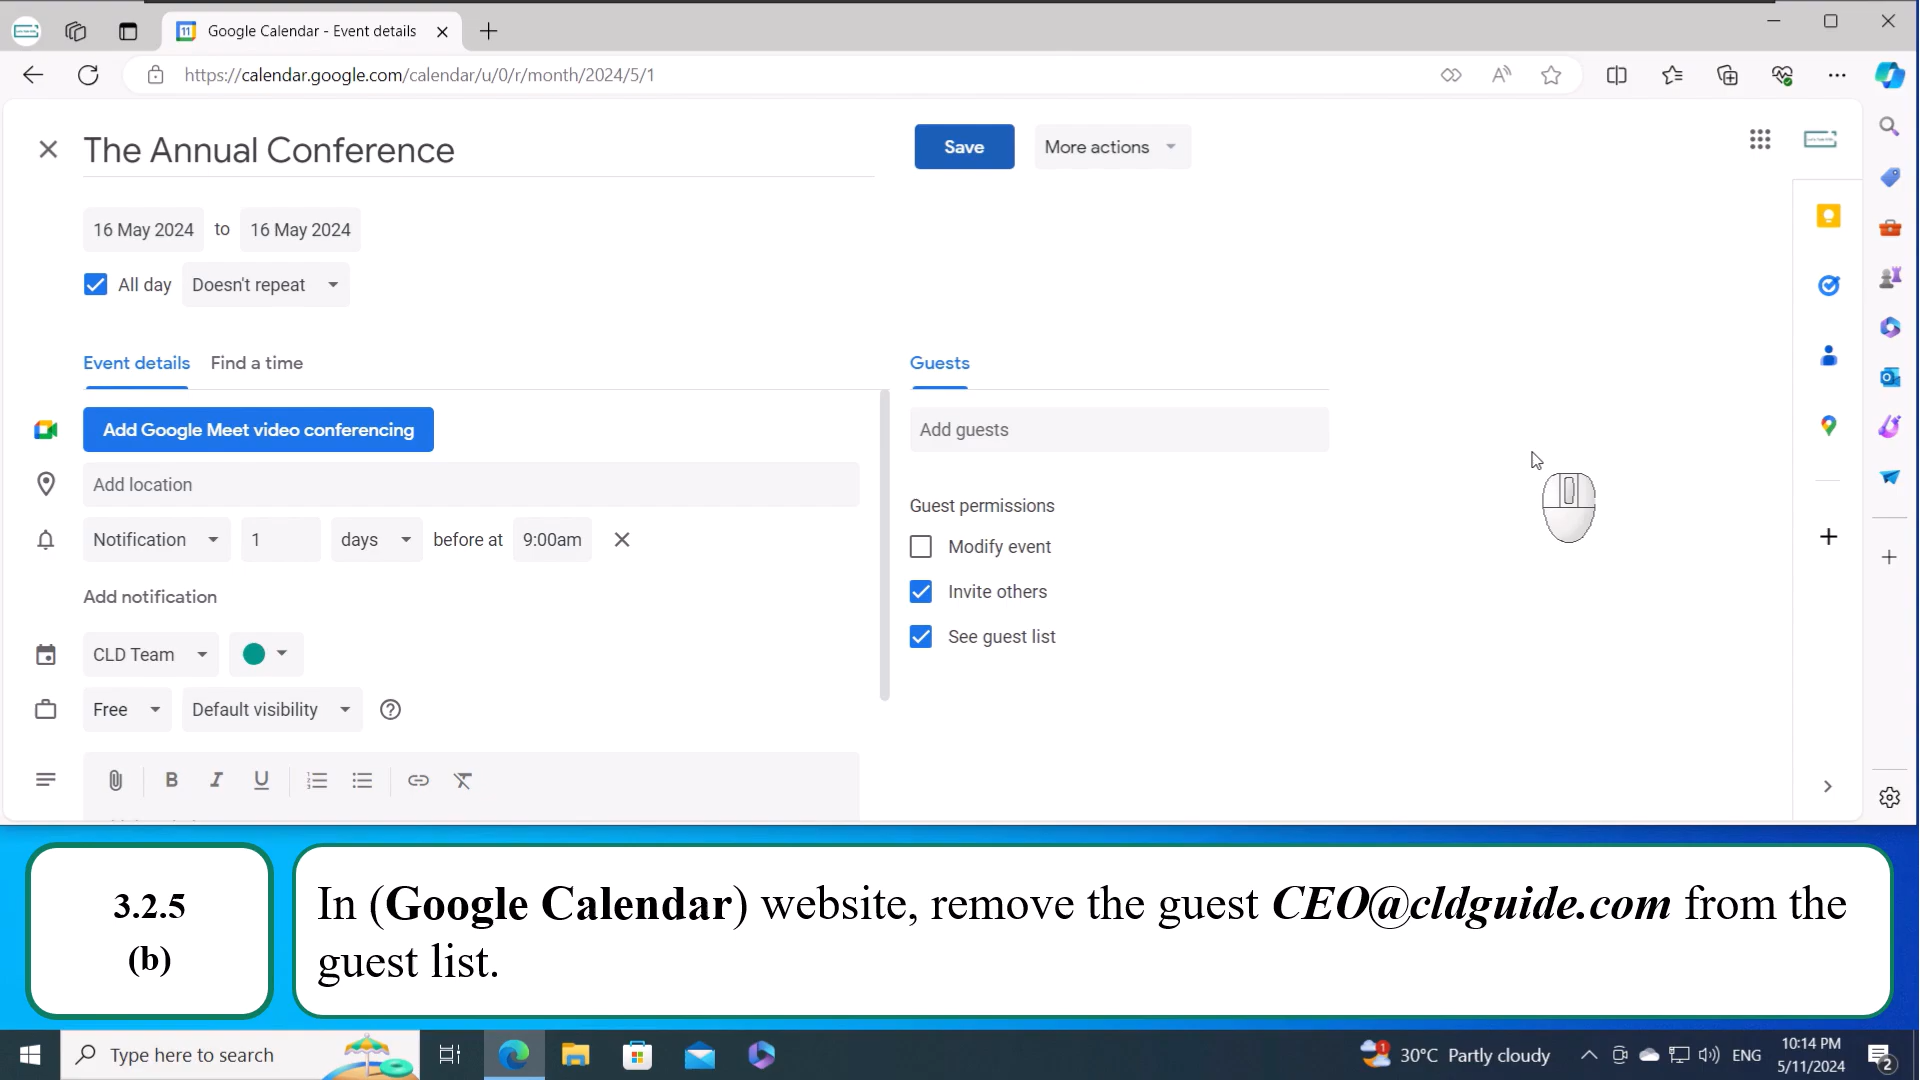 Google Calendar - Event details
https://calendar.google.com/calendar/u/0/r/month/2024/5/1
The Annual Conference
Save
More actions
16 May 2024 to 16 May 2024
All day Doesn't repeat
Event details Find a time
Guests
Add Google Meet video conferencing
Add guests
Add location
Guest permissions
Notification 1 days before at 9:00am
Modify event
Invite others
Add notification
See guest list
CLD Team
Free Default visibility
3.2.5
(b)
In (Google Calendar) website, remove the guest CEO@cldguide.com from the
guest list.
Type here to search
30°C Partly cloudy
ENG
10:14 PM
5/11/2024
2